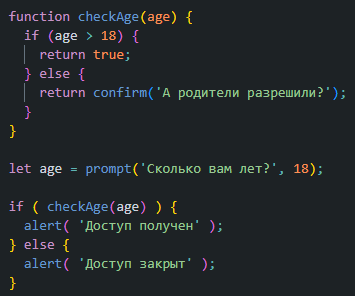 function checkAge(age) {
  if (age > 18) {
    return true;
  } else {
    return confirm('А родители разрешили?');
  }
}

let age = prompt('Сколько вам лет?', 18);

if ( checkAge(age) ) {
  alert( 'Доступ получен' );
} else {
  alert( 'Доступ закрыт' );
}